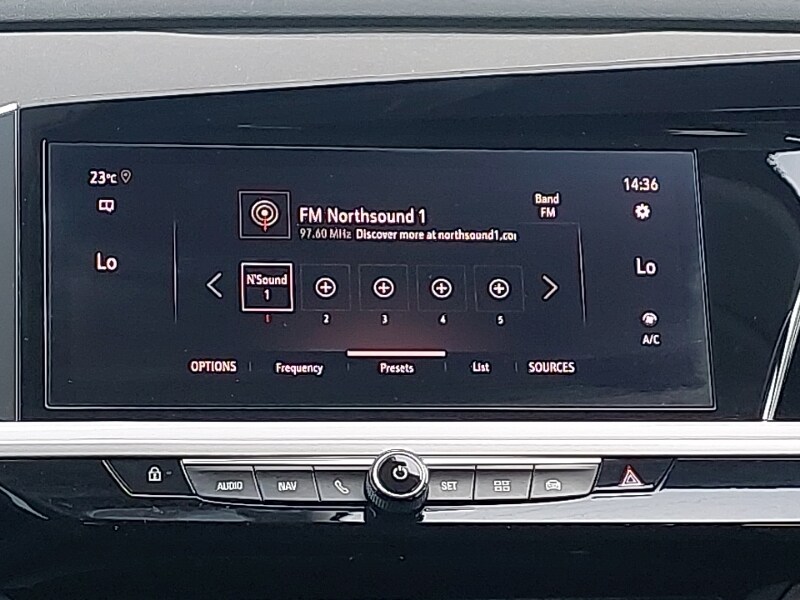 23°C
14:36
FM Northsound 1
Band
FM
97.60 MHz Discover more at northsound1.co
Lo
Lo
N'Sound
1
1
2
3
4
5
A/C
OPTIONS
Frequency
Presets
List
SOURCES
AUDIO
NAV
SET